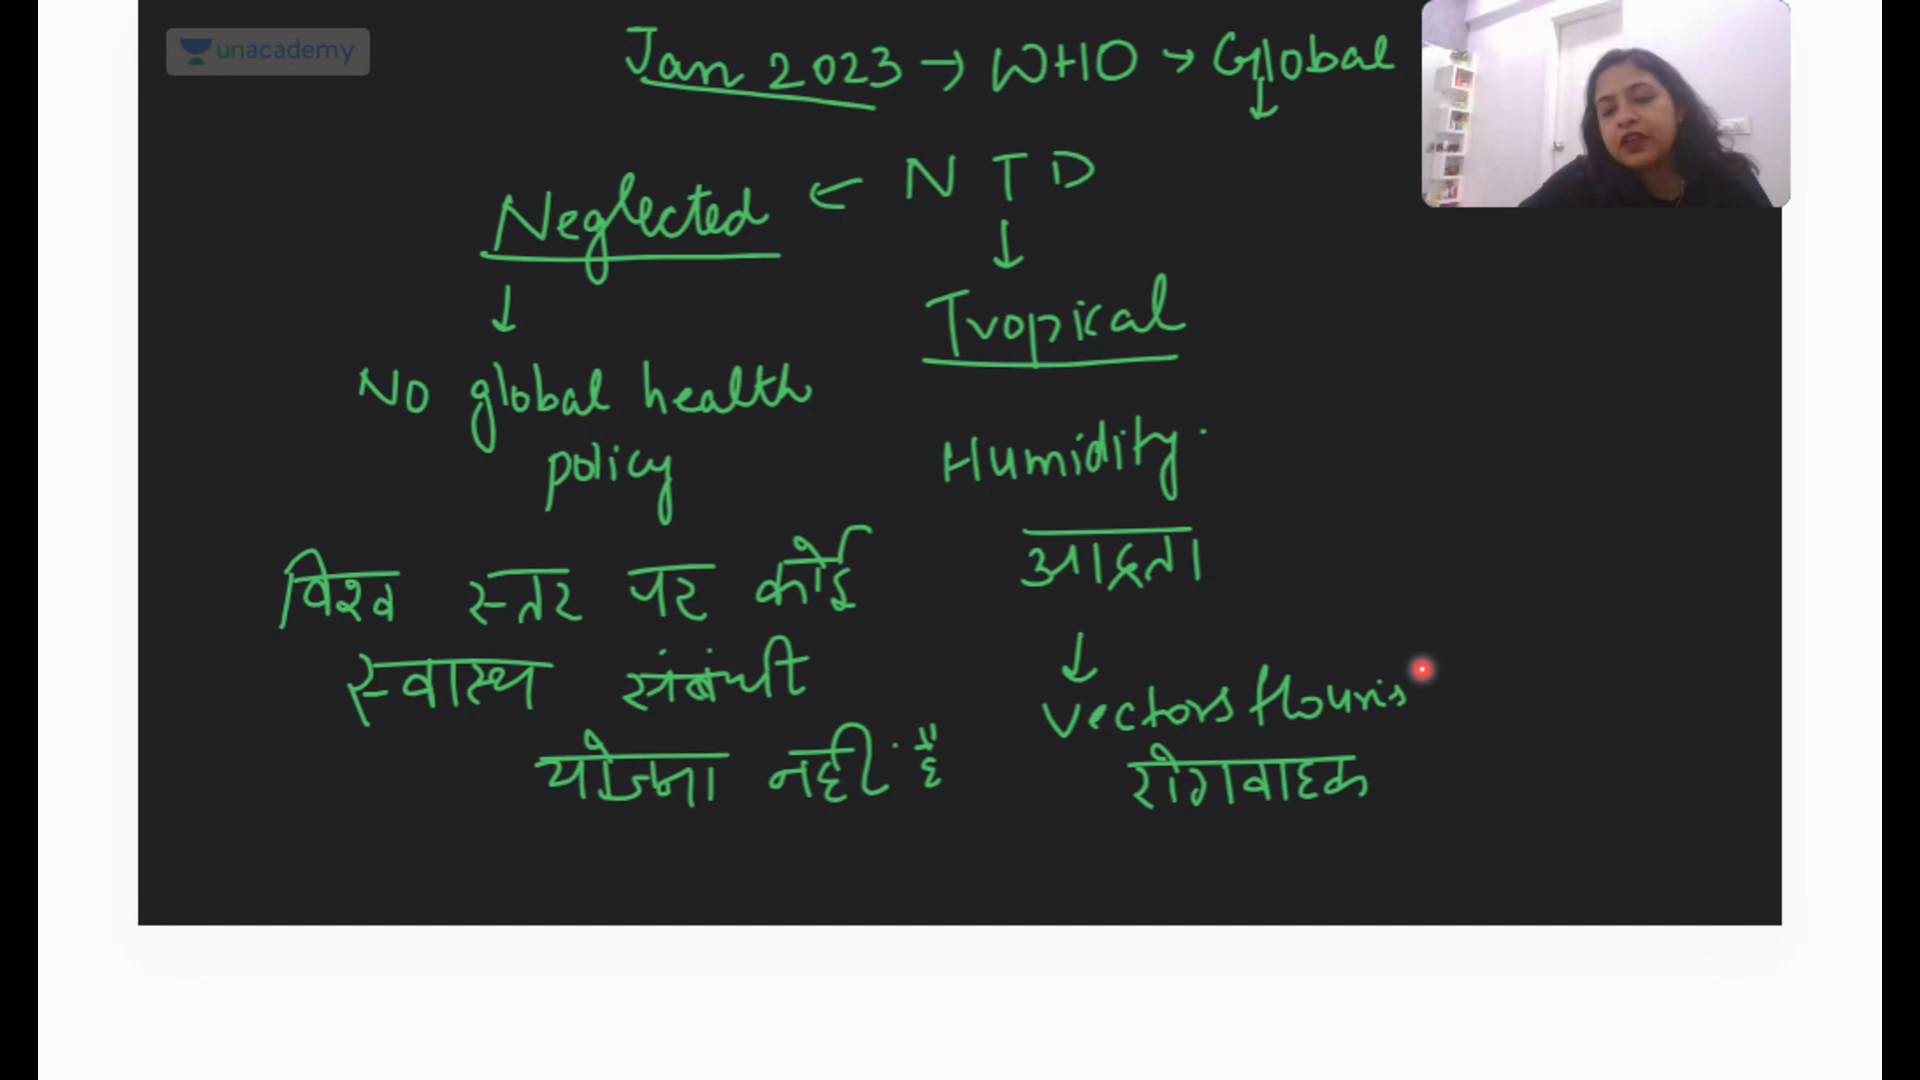 unacademy
Jan 2023 → WHO → Global
↓
Neglected ← N T D
↓
↓
Tropical
No global health
policy
Humidity
विश्व स्तर पर कोई
आद्रता
स्वास्थ्य संबंधी
↓
Vectors flouris
योजना नहीं है
रोगवाहक